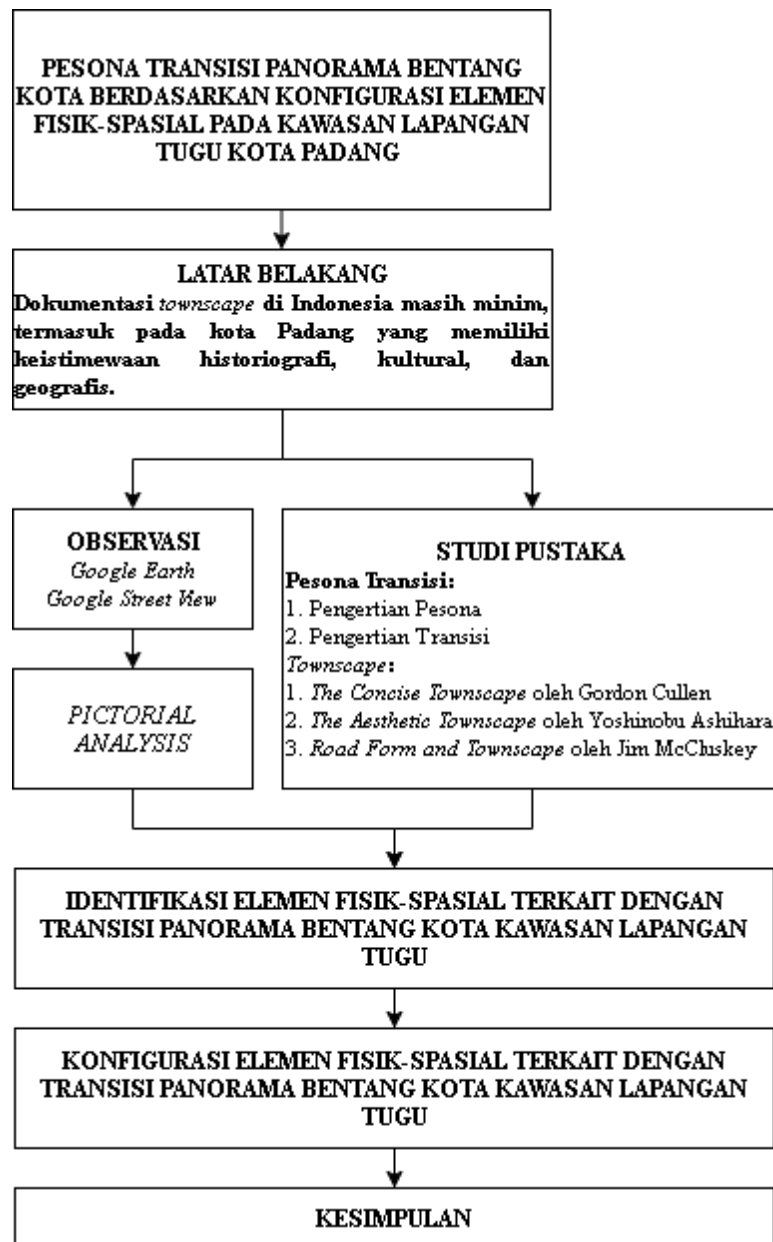 PESONA TRANSISI PANORAMA BENTANG
KOTA BERDASARKAN KONFIGURASI ELEMEN
FISIK-SPASIAL PADA KAWASAN LAPANGAN
TUGU KOTA PADANG
LATAR BELAKANG
Dokumentasi townscape di Indonesia masih minim,
termasuk pada kota Padang yang memiliki
keistimewaan historiografi, kultural, dan
geografis.
OBSERVASI
Google Earth
Google Street View
PICTORIAL
ANALYSIS
STUDI PUSTAKA
Pesona Transisi:
1. Pengertian Pesona
2. Pengertian Transisi
Townscape:
1. The Concise Townscape oleh Gordon Cullen
2. The Aesthetic Townscape oleh Yoshinobu Ashihara
3. Road Form and Townscape oleh Jim McCluskey
IDENTIFIKASI ELEMEN FISIK-SPASIAL TERKAIT DENGAN
TRANSISI PANORAMA BENTANG KOTA KAWASAN LAPANGAN
TUGU
KONFIGURASI ELEMEN FISIK-SPASIAL TERKAIT DENGAN
TRANSISI PANORAMA BENTANG KOTA KAWASAN LAPANGAN
TUGU
KESIMPULAN